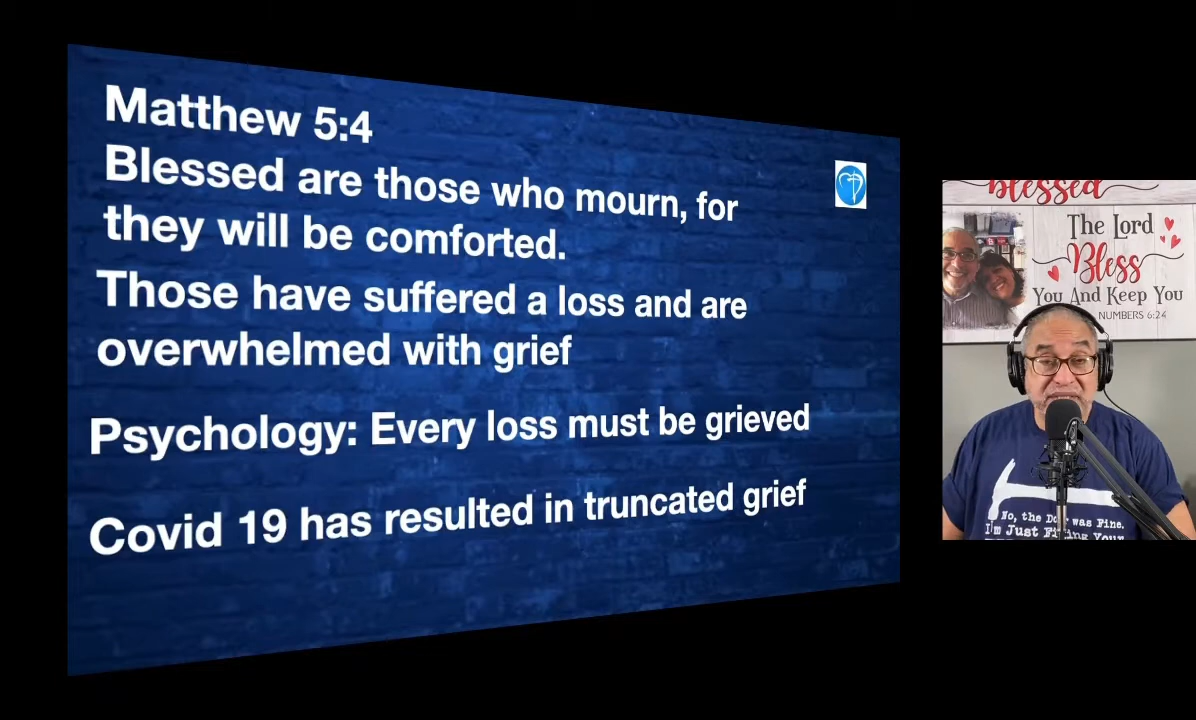 Matthew 5:4
Blessed are those who mourn, for
they will be comforted.
Those have suffered a loss and are
overwhelmed with grief
Psychology: Every loss must be grieved
Covid 19 has resulted in truncated grief
blessed
The Lord
Bless
You And Keep You
NUMBERS 6:24
No, the was Fine.
I'm Just Your